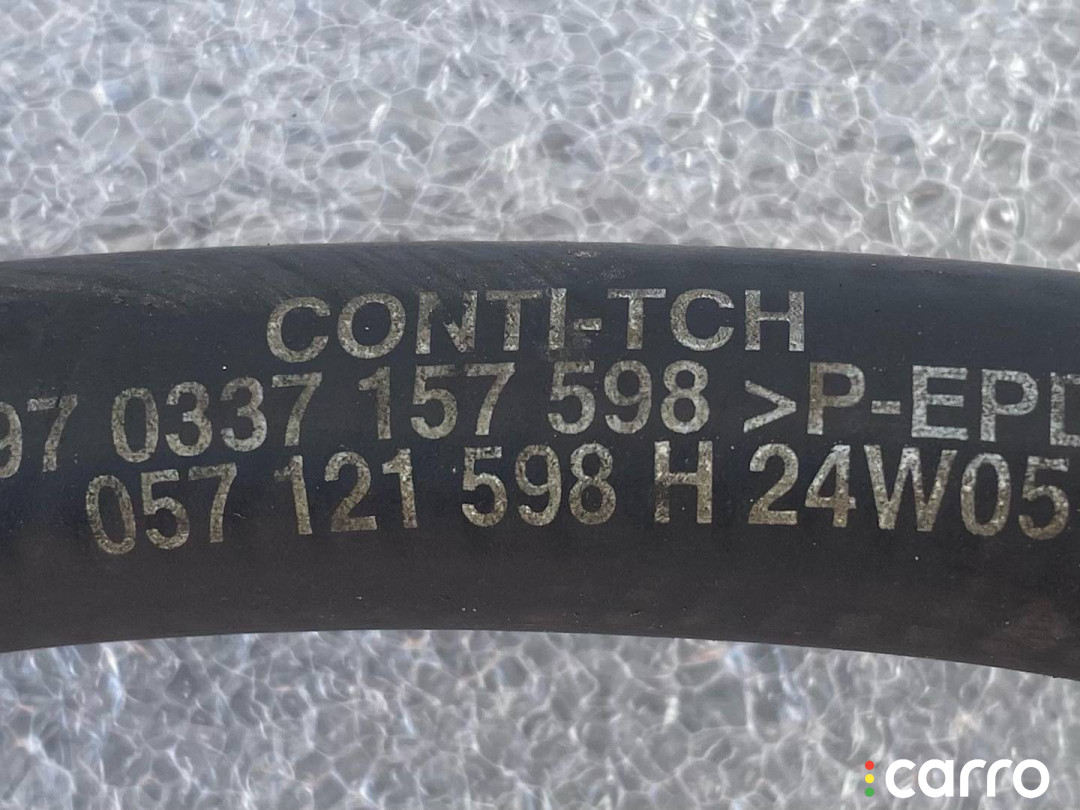 CONTI-TCH
97 0337 157 598 >P-EPD
057 121 598 H 24W05
carro